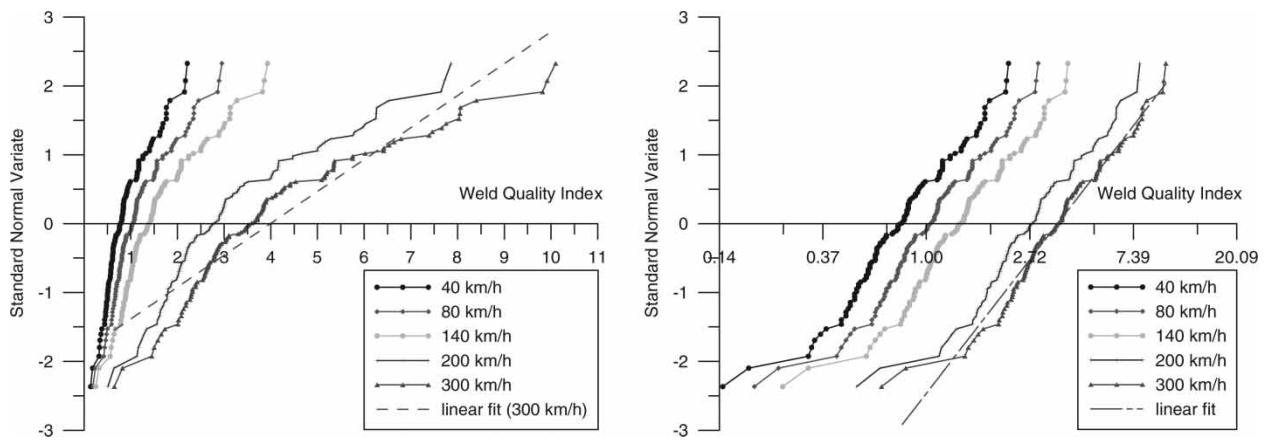 3
2
1
0
-1
-2
-3
Standard Normal Variate
Weld Quality Index
1 2 3 4 5 6 7 8 9 10 11
40 km/h
80 km/h
140 km/h
200 km/h
300 km/h
linear fit (300 km/h)
3
2
1
0
-1
-2
-3
Standard Normal Variate
Weld Quality Index
0.14 0.37 1.00 2.72 7.39 20.09
40 km/h
80 km/h
140 km/h
200 km/h
300 km/h
linear fit